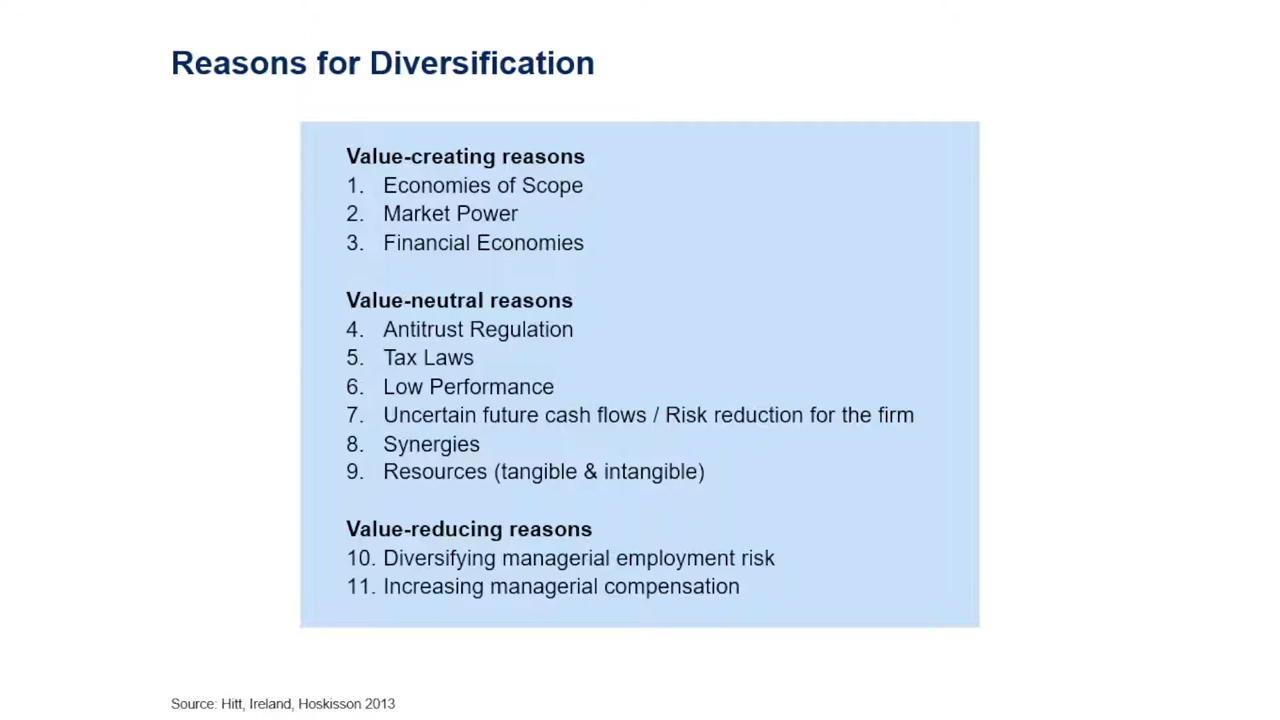 Reasons for Diversification
Value-creating reasons
1. Economies of Scope
2. Market Power
3. Financial Economies
Value-neutral reasons
4. Antitrust Regulation
5. Tax Laws
6. Low Performance
7. Uncertain future cash flows / Risk reduction for the firm
8. Synergies
9. Resources (tangible & intangible)
Value-reducing reasons
10. Diversifying managerial employment risk
11. Increasing managerial compensation
Source: Hitt, Ireland, Hoskisson 2013